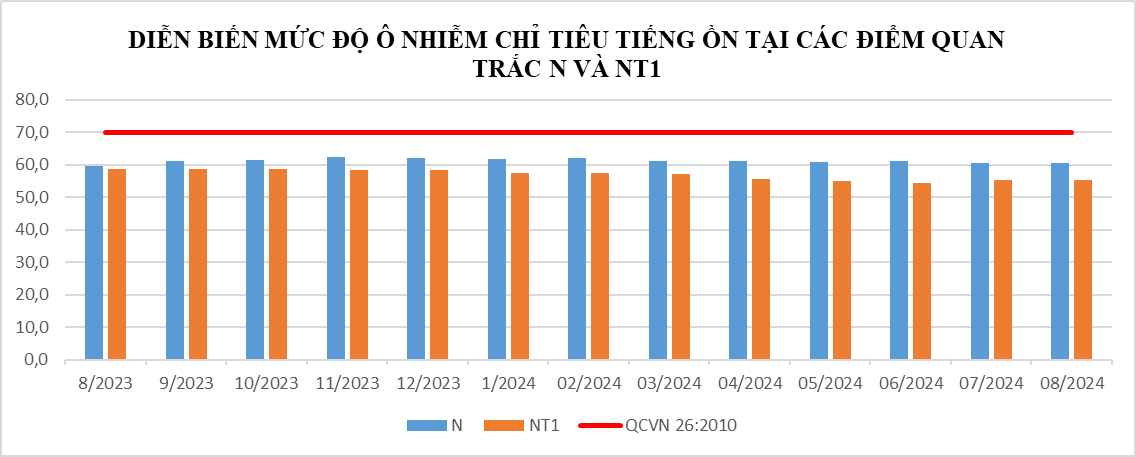 DIỄN BIẾN MỨC ĐỘ Ô NHIỄM CHỈ TIÊU TIẾNG ỒN TẠI CÁC ĐIỂM QUAN
TRẮC N VÀ NT1
80,0
70,0
60,0
50,0
40,0
30,0
20,0
10,0
0,0
8/2023 9/2023 10/2023 11/2023 12/2023 1/2024 02/2024 03/2024 04/2024 05/2024 06/2024 07/2024 08/2024
N NT1 QCVN 26:2010